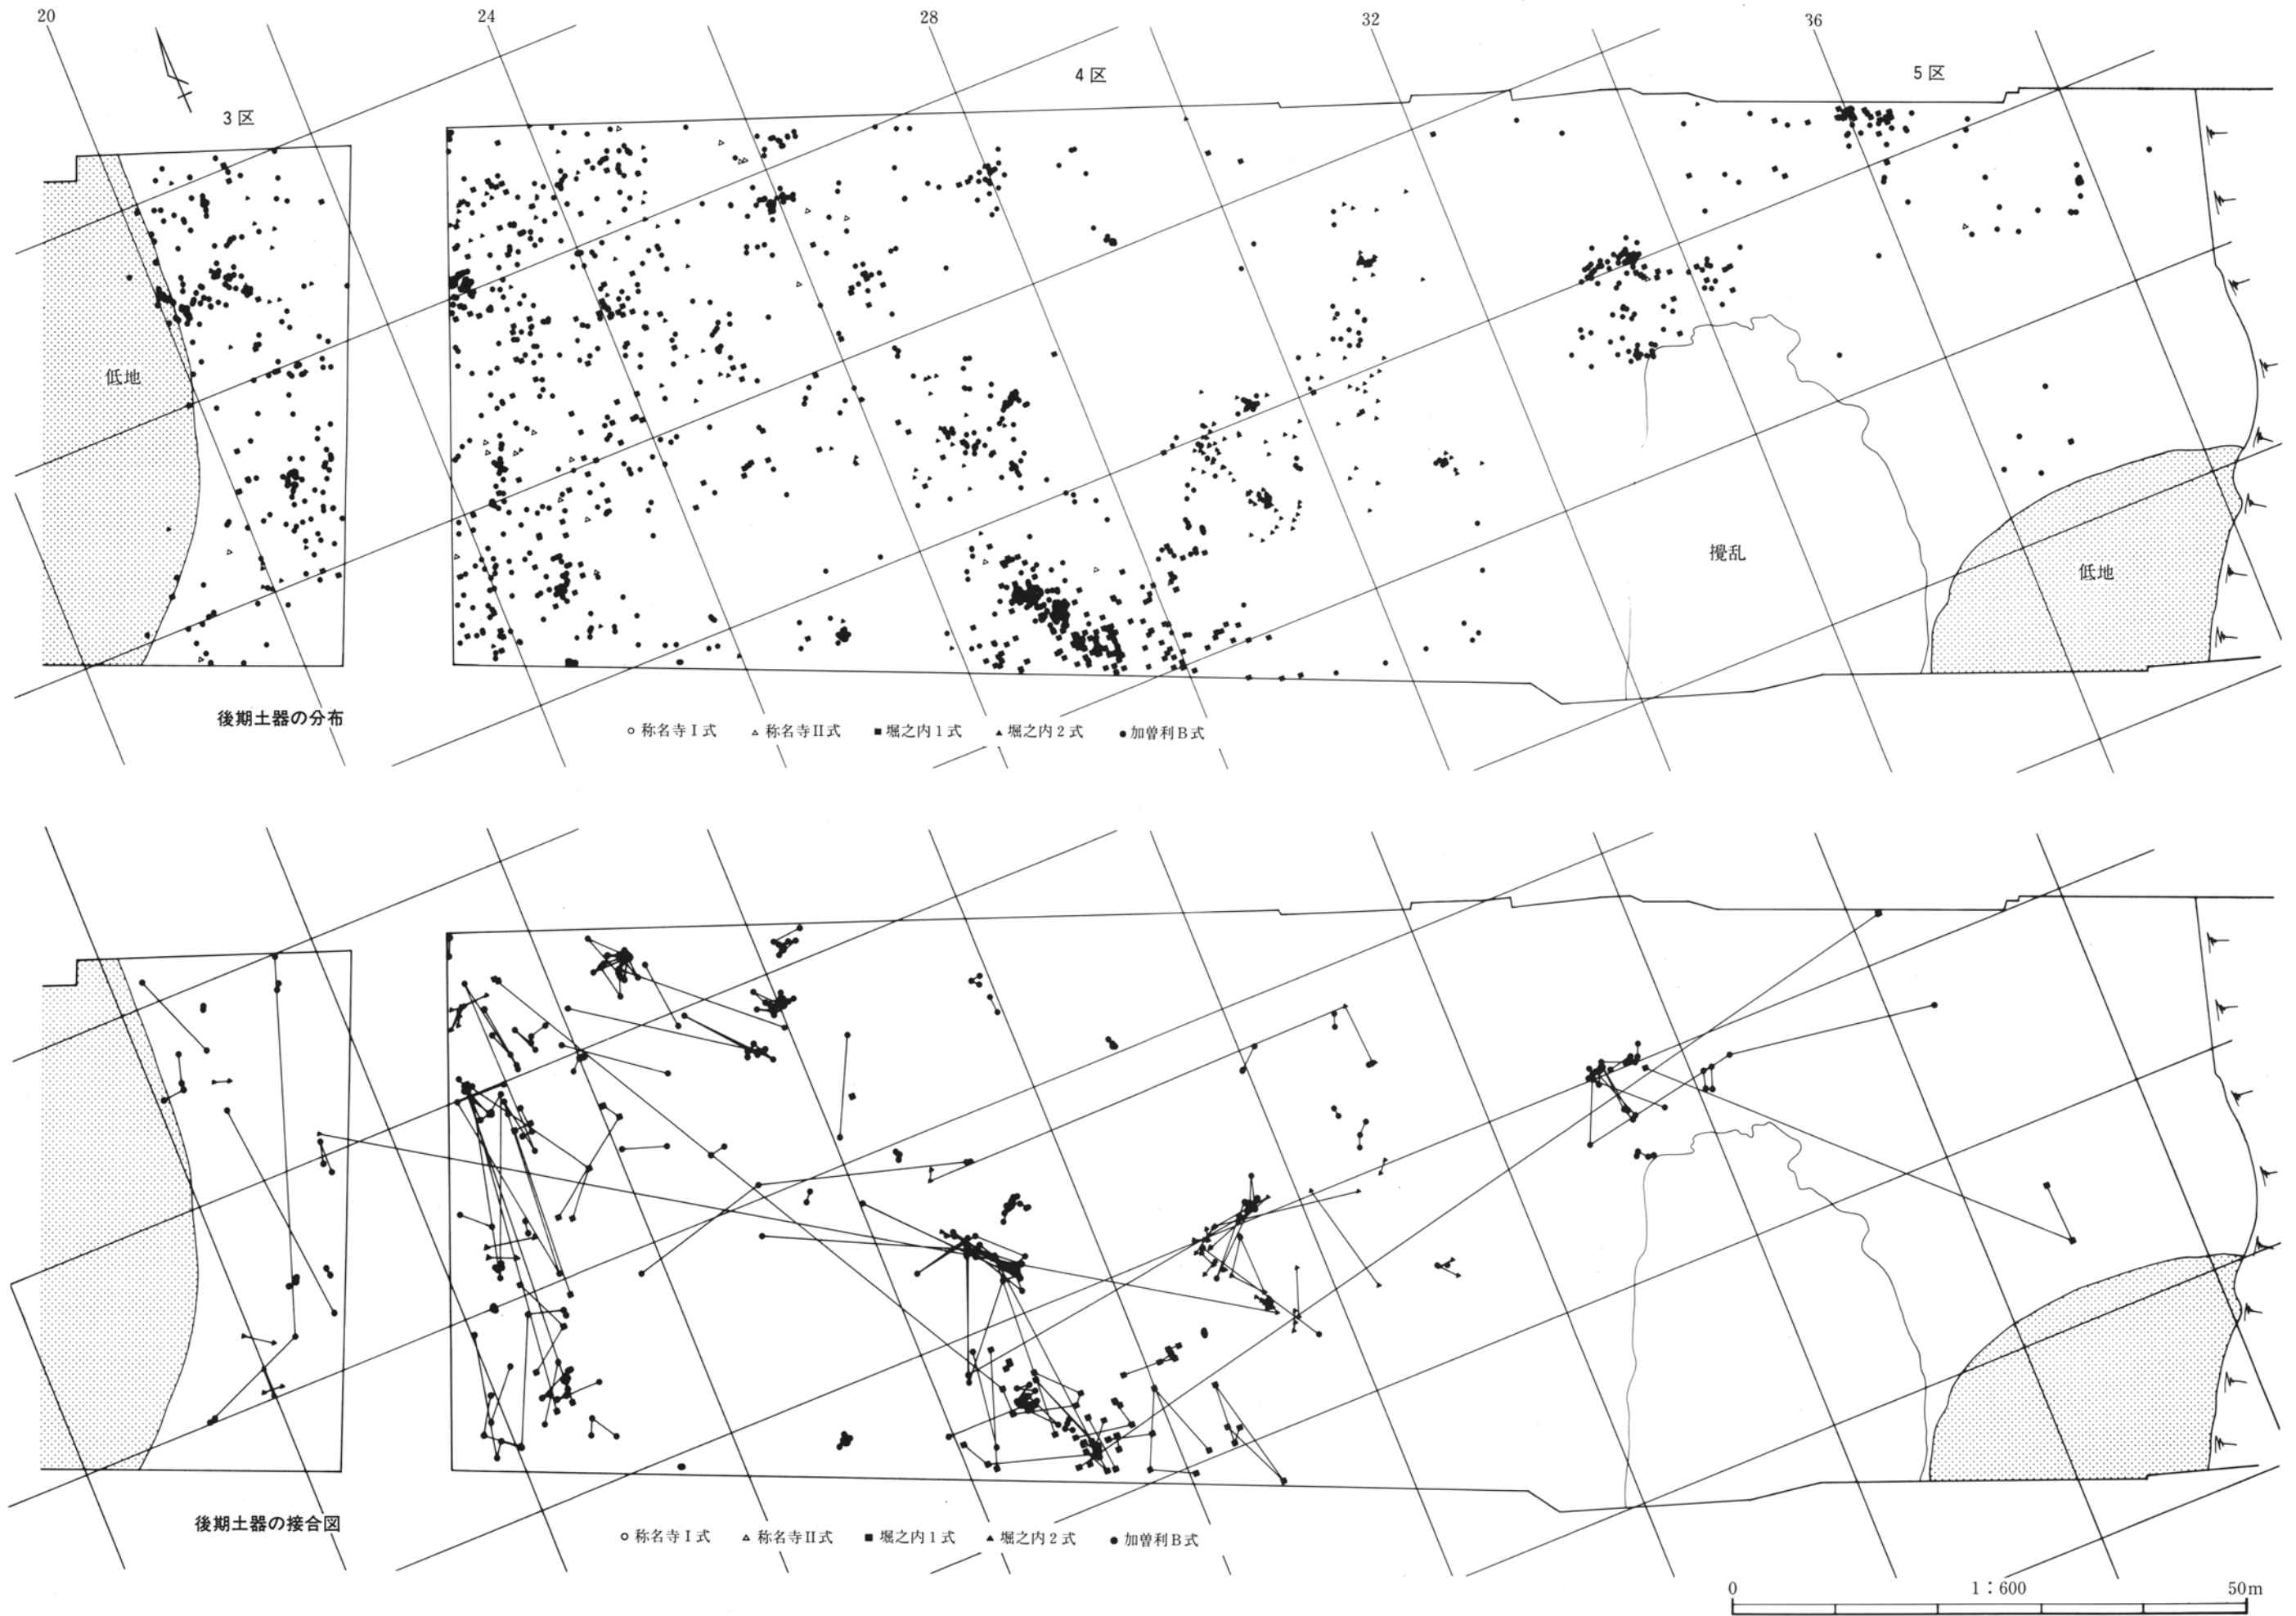 20 24 28 32 36
3区 4区 5区
低地
攪乱
低地
後期土器の分布
○称名寺Ⅰ式 △称名寺Ⅱ式 ■堀之内1式 ▲堀之内2式 ●加曽利B式
後期土器の接合図
○称名寺Ⅰ式 △称名寺Ⅱ式 ■堀之内1式 ▲堀之内2式 ●加曽利B式
0 1:600 50m